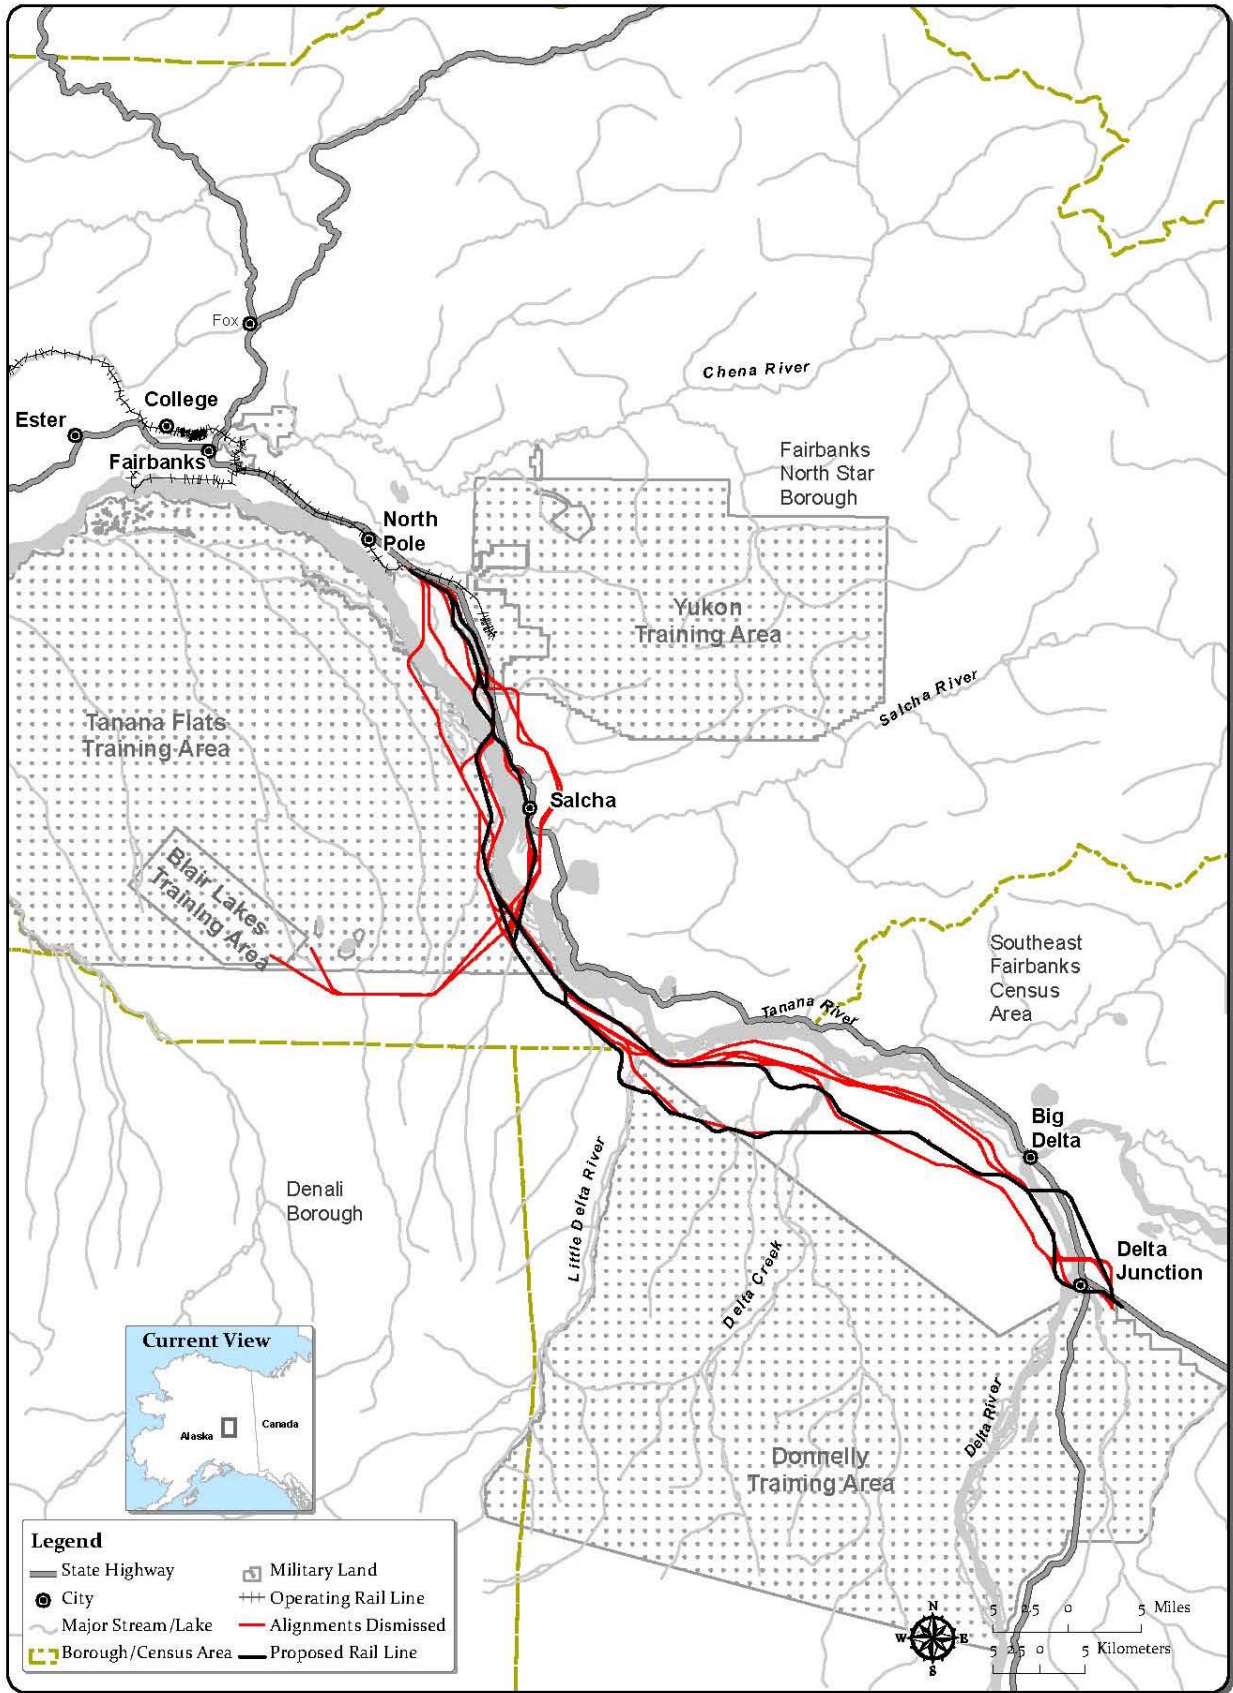 Fox
Chena River
College
Ester
Fairbanks
Fairbanks
North Star
Borough
North
Pole
Yukon
Training Area
Salcha River
Tanana Flats
Training Area
Salcha
Blair Lakes
Training Area
Southeast
Fairbanks
Census
Area
Tanana River
Big
Delta
Little Delta River
Denali
Borough
Delta Creek
Delta
Junction
Current View
Alaska
Canada
Delta River
Donnelly
Training Area
Legend
State Highway
City
Major Stream/Lake
Borough/Census Area
Military Land
Operating Rail Line
Alignments Dismissed
Proposed Rail Line
N
W E
S
5 2.5 0 5 Miles
5 2.5 0 5 Kilometers